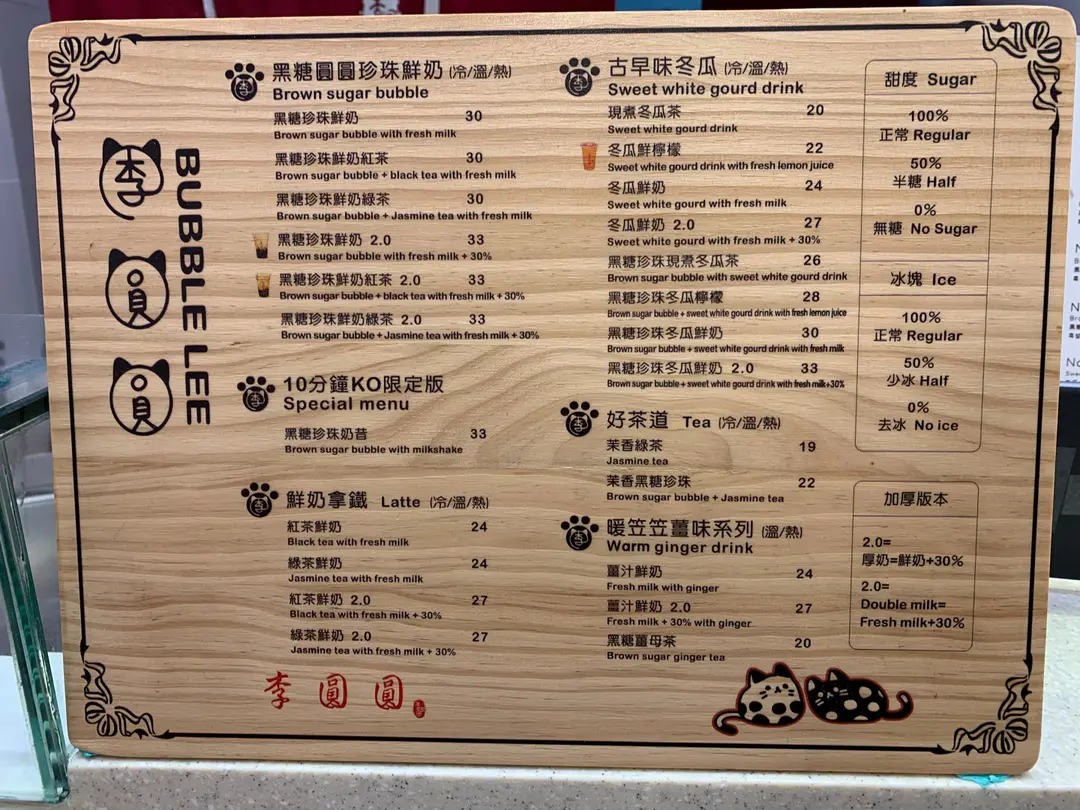 李圓圓
BUBBLE LEE
李 黑糖圓圓珍珠鮮奶 (冷/溫/熱)
Brown sugar bubble
黑糖珍珠鮮奶 30
Brown sugar bubble with fresh milk
黑糖珍珠鮮奶紅茶 30
Brown sugar bubble + black tea with fresh milk
黑糖珍珠鮮奶綠茶 30
Brown sugar bubble + Jasmine tea with fresh milk
黑糖珍珠鮮奶 2.0 33
Brown sugar bubble with fresh milk + 30%
黑糖珍珠鮮奶紅茶 2.0 33
Brown sugar bubble + black tea with fresh milk + 30%
黑糖珍珠鮮奶綠茶 2.0 33
Brown sugar bubble + Jasmine tea with fresh milk + 30%
李 10分鐘KO限定版
Special menu
黑糖珍珠奶昔 33
Brown sugar bubble with milkshake
李 鮮奶拿鐵 Latte (冷/溫/熱)
紅茶鮮奶 24
Black tea with fresh milk
綠茶鮮奶 24
Jasmine tea with fresh milk
紅茶鮮奶 2.0 27
Black tea with fresh milk + 30%
綠茶鮮奶 2.0 27
Jasmine tea with fresh milk + 30%
李圓圓
李 古早味冬瓜 (冷/溫/熱)
Sweet white gourd drink
現煮冬瓜茶 20
Sweet white gourd drink
冬瓜鮮檸檬 22
Sweet white gourd drink with fresh lemon juice
冬瓜鮮奶 24
Sweet white gourd with fresh milk
冬瓜鮮奶 2.0 27
Sweet white gourd with fresh milk + 30%
黑糖珍珠現煮冬瓜茶 26
Brown sugar bubble with sweet white gourd drink
黑糖珍珠冬瓜檸檬 28
Brown sugar bubble + sweet white gourd drink with fresh lemon juice
黑糖珍珠冬瓜鮮奶 30
Brown sugar bubble + sweet white gourd drink with fresh milk
黑糖珍珠冬瓜鮮奶 2.0 33
Brown sugar bubble + sweet white gourd drink with fresh milk+30%
李 好茶道 Tea (冷/溫/熱)
茉香綠茶 19
Jasmine tea
茉香黑糖珍珠 22
Brown sugar bubble + Jasmine tea
李 暖笠笠薑味系列 (溫/熱)
Warm ginger drink
薑汁鮮奶 24
Fresh milk with ginger
薑汁鮮奶 2.0 27
Fresh milk + 30% with ginger
黑糖薑母茶 20
Brown sugar ginger tea
甜度 Sugar
100%
正常 Regular
50%
半糖 Half
0%
無糖 No Sugar
冰塊 Ice
100%
正常 Regular
50%
少冰 Half
0%
去冰 No ice
加厚版本
2.0=
厚奶=鮮奶+30%
2.0=
Double milk=
Fresh milk+30%